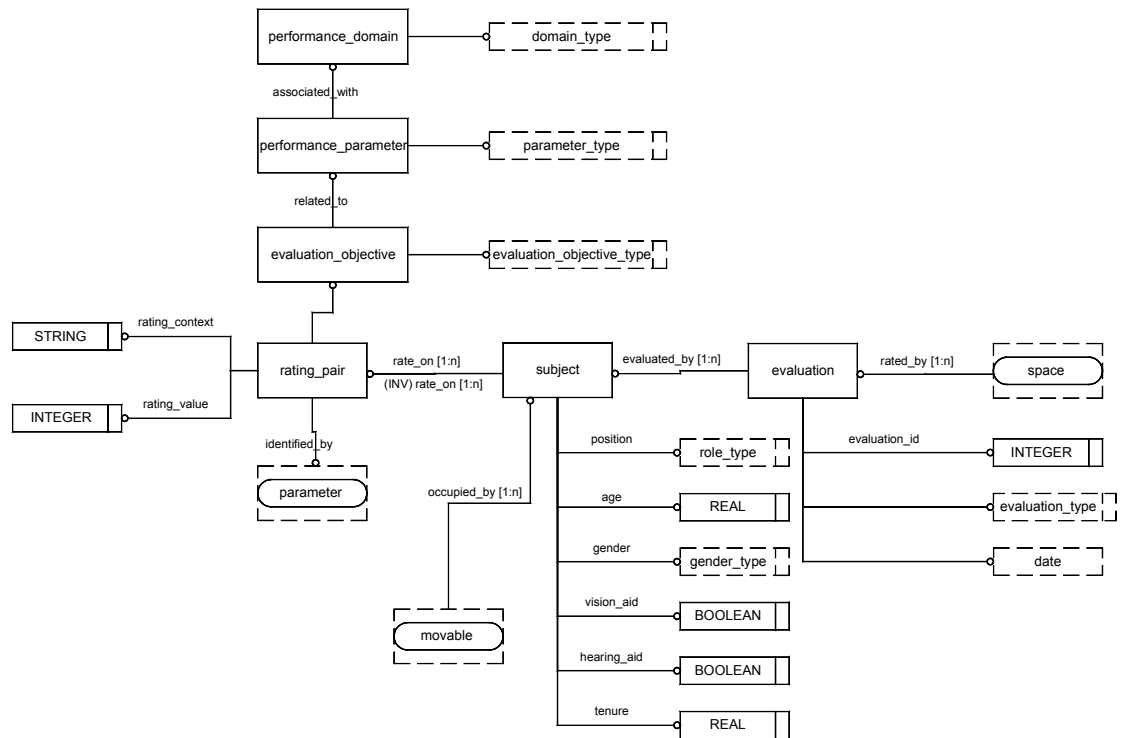 performance_domain
domain_type
associated_with
performance_parameter
parameter_type
related_to
evaluation_objective
evaluation_objective_type
STRING
rating_context
rating_pair
rate_on [1:n]
(INV) rate_on [1:n]
subject
evaluated_by [1:n]
evaluation
rated_by [1:n]
space
INTEGER
rating_value
identified_by
parameter
occupied_by [1:n]
movable
position
role_type
age
REAL
gender
gender_type
vision_aid
BOOLEAN
hearing_aid
BOOLEAN
tenure
REAL
evaluation_id
INTEGER
evaluation_type
date